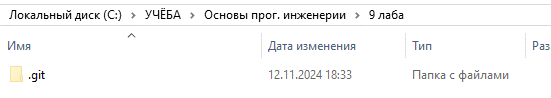 Локальный диск (C:) > УЧЁБА > Основы прог. инженерии > 9 лаба
Имя Дата изменения Тип Раз
.git 12.11.2024 18:33 Папка с файлами